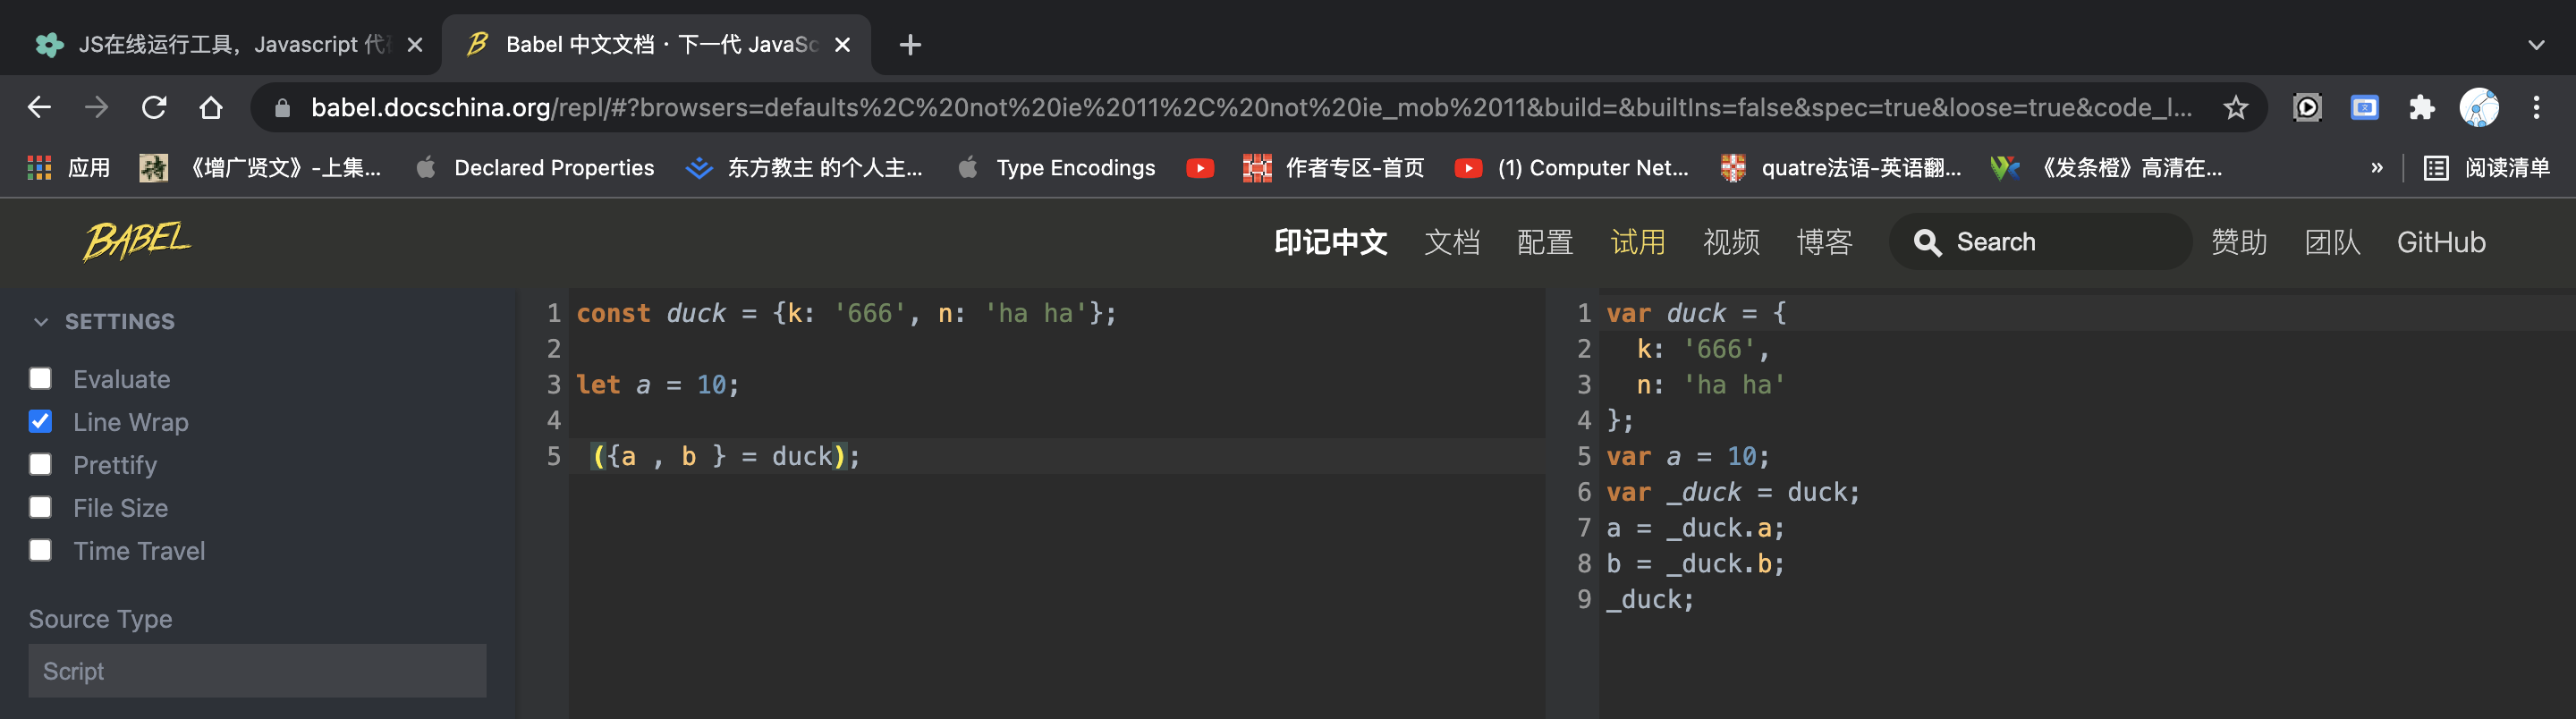 JS在线运行工具，Javascript 代
Babel 中文文档 · 下一代 JavaSc
babel.docschina.org/repl/#?browsers=defaults%2C%20not%20ie%2011%2C%20not%20ie_mob%2011&build=&builtIns=false&spec=true&loose=true&code_l...
应用 《增广贤文》-上集... Declared Properties 东方教主 的个人主... Type Encodings 作者专区-首页 (1) Computer Net... quatre法语-英语翻... 《发条橙》高清在... » 阅读清单
BABEL 印记中文 文档 配置 试用 视频 博客 Search 赞助 团队 GitHub
SETTINGS
Evaluate
Line Wrap
Prettify
File Size
Time Travel
Source Type
Script
1 const duck = {k: '666', n: 'ha ha'};
2
3 let a = 10;
4
5 ({a , b } = duck);
1 var duck = {
2 k: '666',
3 n: 'ha ha'
4 };
5 var a = 10;
6 var _duck = duck;
7 a = _duck.a;
8 b = _duck.b;
9 _duck;